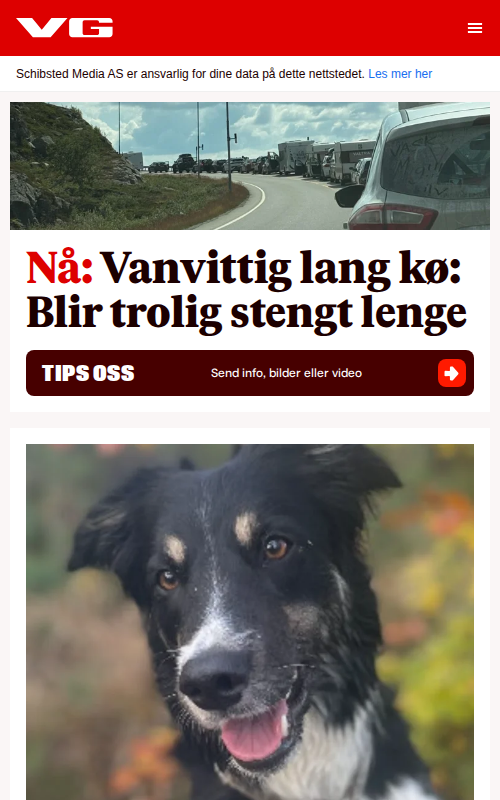 VG
Schibsted Media AS er ansvarlig for dine data på dette nettstedet. Les mer her
Nå: Vanvittig lang kø:
Blir trolig stengt lenge
TIPS OSS
Send info, bilder eller video